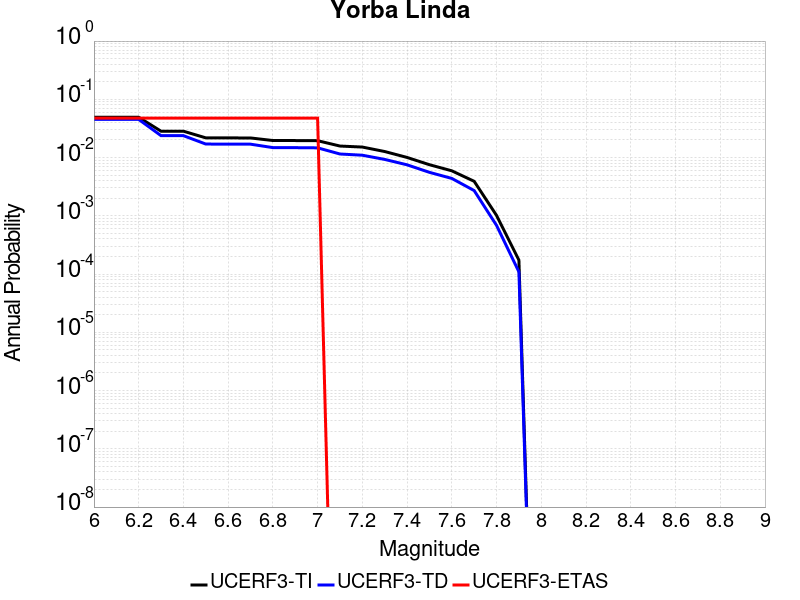 Yorba Linda
10^0
10^-1
10^-2
10^-3
10^-4
10^-5
10^-6
10^-7
10^-8
Annual Probability
6 6.2 6.4 6.6 6.8 7 7.2 7.4 7.6 7.8 8 8.2 8.4 8.6 8.8 9
Magnitude
UCERF3-TI UCERF3-TD UCERF3-ETAS